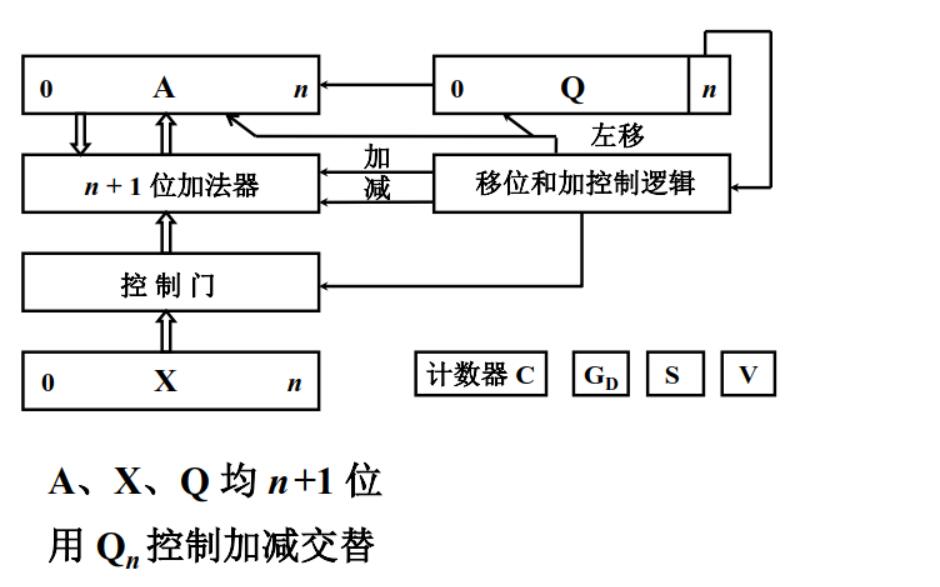 0 A n
0 Q n
左移
加
n + 1 位加法器
减
移位和加控制逻辑
控 制 门
0 X n
计数器 C
G_D
S
V
A、X、Q 均 n+1 位
用 Q_n 控制加减交替